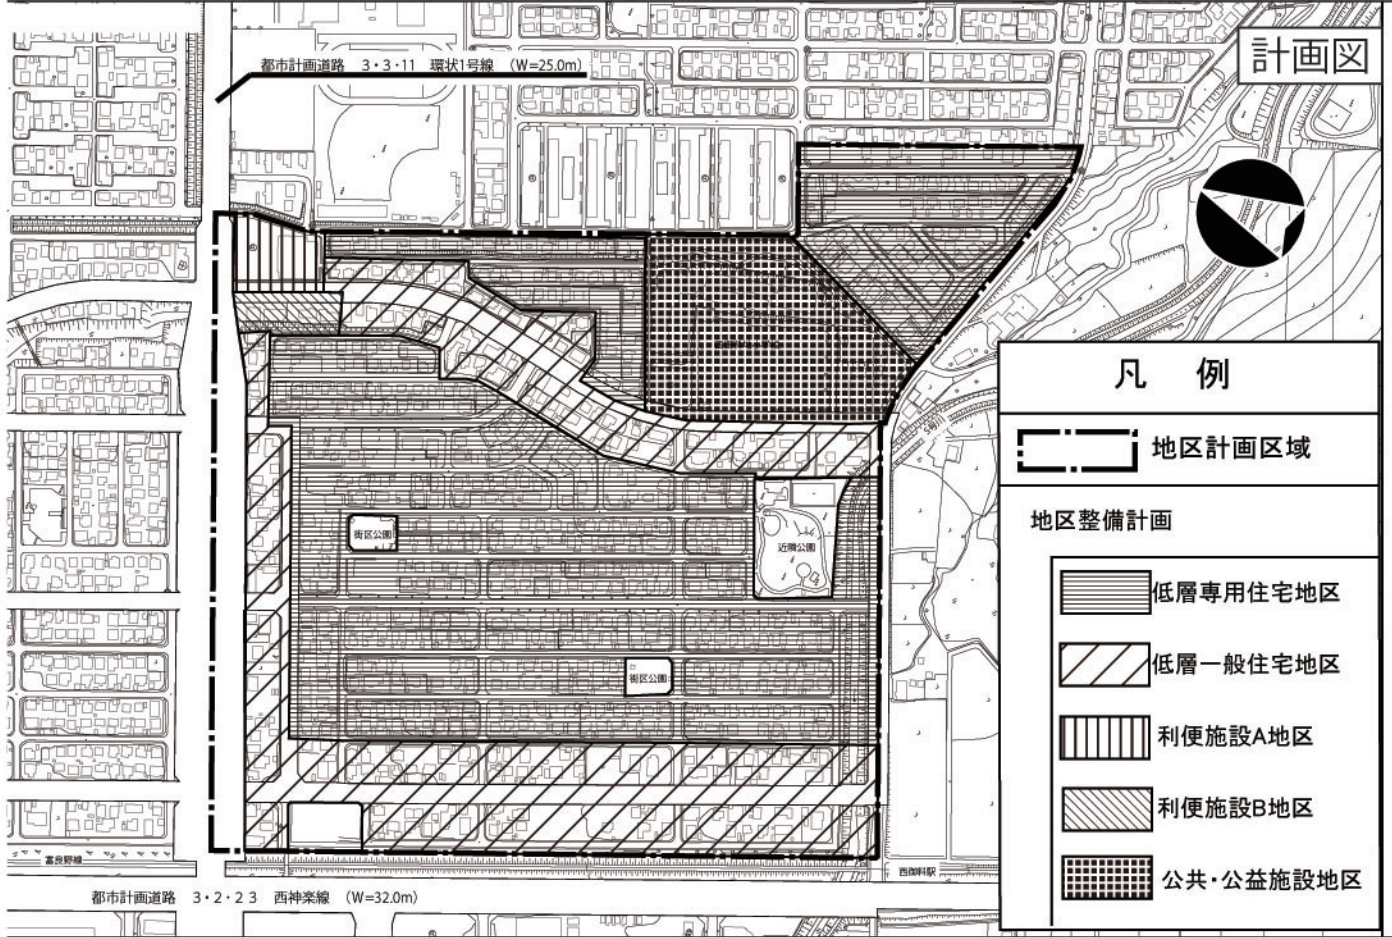 計画図
都市計画道路 3・3・11 環状1号線 (W=25.0m)
凡 例
地区計画区域
地区整備計画
低層専用住宅地区
低層一般住宅地区
利便施設A地区
利便施設B地区
公共・公益施設地区
街区公園
近隣公園
街区公園
富良野線
西御料駅
都市計画道路 3・2・23 西神楽線 (W=32.0m)